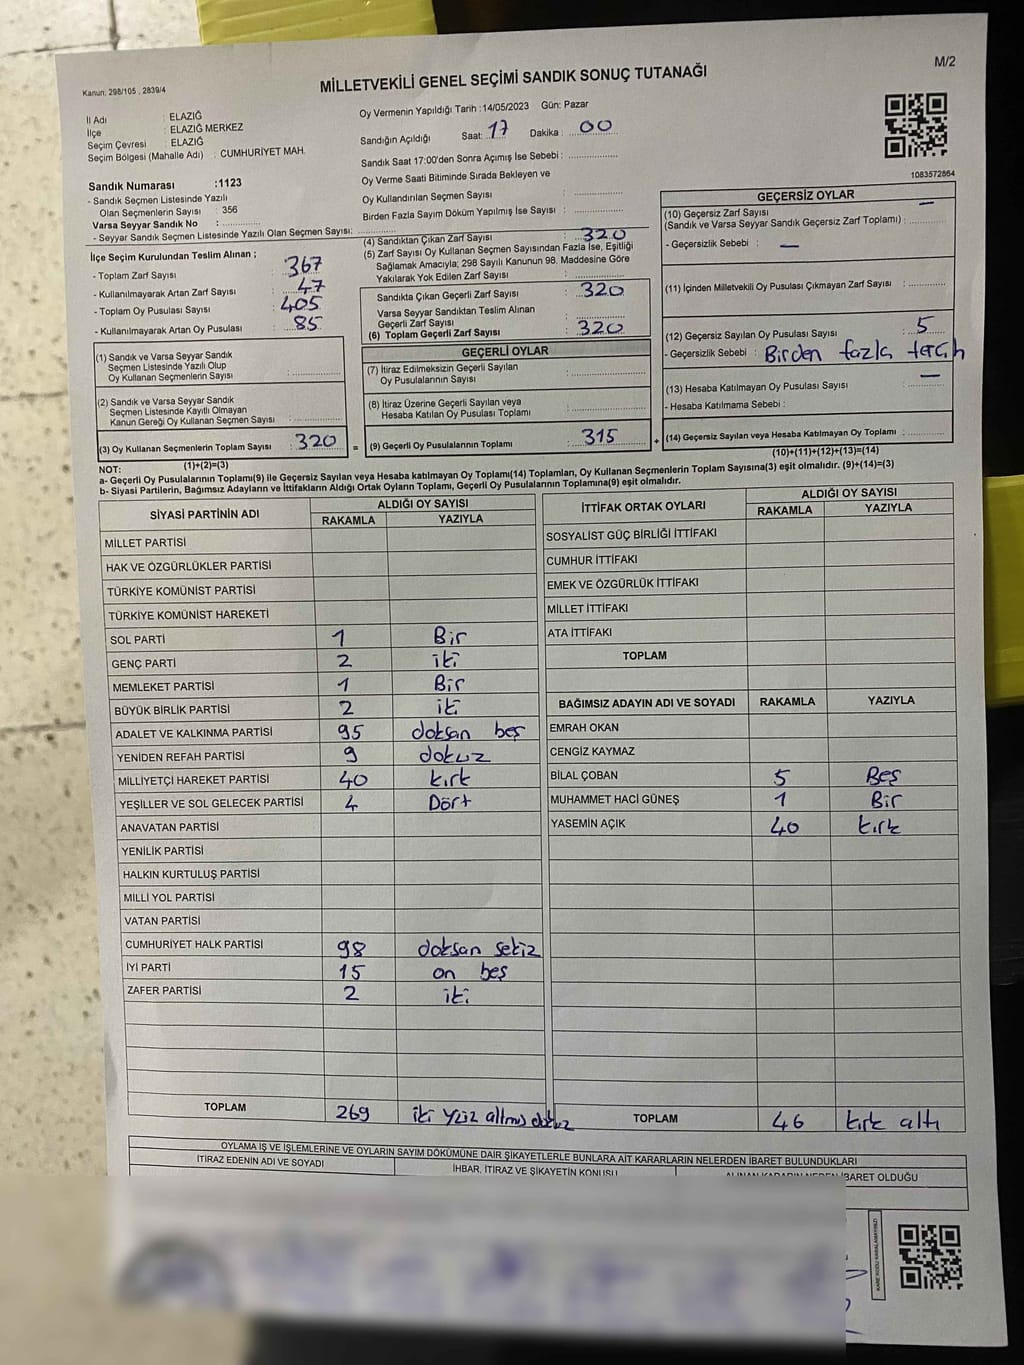 M/2
Kanun: 298/105 , 2839/4
MİLLETVEKİLİ GENEL SEÇİMİ SANDIK SONUÇ TUTANAĞI
İl Adı : ELAZIĞ
İlçe : ELAZIĞ MERKEZ
Seçim Çevresi : ELAZIĞ
Seçim Bölgesi (Mahalle Adı) : CUMHURİYET MAH.
Oy Vermenin Yapıldığı Tarih :14/05/2023 Gün: Pazar
Sandığın Açıldığı Saat: 17 Dakika : 00
Sandık Saat 17:00'den Sonra Açımış İse Sebebi :
Oy Verme Saati Bitiminde Sırada Bekleyen ve
Oy Kullandırılan Seçmen Sayısı :
Birden Fazla Sayım Döküm Yapılmış İse Sayısı :
1083572864
Sandık Numarası :1123
- Sandık Seçmen Listesinde Yazılı
Olan Seçmenlerin Sayısı : 356
Varsa Seyyar Sandık No :
- Seyyar Sandık Seçmen Listesinde Yazılı Olan Seçmen Sayısı:
İlçe Seçim Kurulundan Teslim Alınan ;
- Toplam Zarf Sayısı : 367
- Kullanılmayarak Artan Zarf Sayısı : 47
- Toplam Oy Pusulası Sayısı : 405
- Kullanılmayarak Artan Oy Pusulası : 85
(1) Sandık ve Varsa Seyyar Sandık
Seçmen Listesinde Yazılı Olup
Oy Kullanan Seçmenlerin Sayısı :
(2) Sandık ve Varsa Seyyar Sandık
Seçmen Listesinde Kayıtlı Olmayan
Kanun Gereği Oy Kullanan Seçmen Sayısı :
(3) Oy Kullanan Seçmenlerin Toplam Sayısı : 320 =
(1)+(2)=(3)
(4) Sandıktan Çıkan Zarf Sayısı : 320
(5) Zarf Sayısı Oy Kullanan Seçmen Sayısından Fazla İse, Eşitliği
Sağlamak Amacıyla; 298 Sayılı Kanunun 98. Maddesine Göre
Yakılarak Yok Edilen Zarf Sayısı :
Sandıkta Çıkan Geçerli Zarf Sayısı : 320
Varsa Seyyar Sandıktan Teslim Alınan
Geçerli Zarf Sayısı :
(6) Toplam Geçerli Zarf Sayısı : 320
GEÇERLİ OYLAR
(7) İtiraz Edilmeksizin Geçerli Sayılan
Oy Pusulalarının Sayısı :
(8) İtiraz Üzerine Geçerli Sayılan veya
Hesaba Katılan Oy Pusulası Toplamı :
(9) Geçerli Oy Pusulalarının Toplamı : 315 +
GEÇERSİZ OYLAR
(10) Geçersiz Zarf Sayısı
(Sandık ve Varsa Seyyar Sandık Geçersiz Zarf Toplamı) : –
- Geçersizlik Sebebi : –
(11) İçinden Milletvekili Oy Pusulası Çıkmayan Zarf Sayısı :
(12) Geçersiz Sayılan Oy Pusulası Sayısı : 5
- Geçersizlik Sebebi : Birden fazla tercih
(13) Hesaba Katılmayan Oy Pusulası Sayısı : –
- Hesaba Katılmama Sebebi :
(14) Geçersiz Sayılan veya Hesaba Katılmayan Oy Toplamı :
(10)+(11)+(12)+(13)=(14)
NOT:
a- Geçerli Oy Pusulalarının Toplamı(9) ile Geçersiz Sayılan veya Hesaba katılmayan Oy Toplamı(14) Toplamları, Oy Kullanan Seçmenlerin Toplam Sayısına(3) eşit olmalıdır. (9)+(14)=(3)
b- Siyasi Partilerin, Bağımsız Adayların ve İttifakların Aldığı Ortak Oyların Toplamı, Geçerli Oy Pusulalarının Toplamına(9) eşit olmalıdır.
SİYASİ PARTİNİN ADI ALDIĞI OY SAYISI
RAKAMLA YAZIYLA
MİLLET PARTİSİ
HAK VE ÖZGÜRLÜKLER PARTİSİ
TÜRKİYE KOMÜNİST PARTİSİ
TÜRKİYE KOMÜNİST HAREKETİ
SOL PARTİ 1 Bir
GENÇ PARTİ 2 iki
MEMLEKET PARTİSİ 1 Bir
BÜYÜK BİRLİK PARTİSİ 2 iki
ADALET VE KALKINMA PARTİSİ 95 doksan beş
YENİDEN REFAH PARTİSİ 9 dokuz
MİLLİYETÇİ HAREKET PARTİSİ 40 kırk
YEŞİLLER VE SOL GELECEK PARTİSİ 4 Dört
ANAVATAN PARTİSİ
YENİLİK PARTİSİ
HALKIN KURTULUŞ PARTİSİ
MİLLİ YOL PARTİSİ
VATAN PARTİSİ
CUMHURİYET HALK PARTİSİ 98 doksan sekiz
İYİ PARTİ 15 on beş
ZAFER PARTİSİ 2 iki
TOPLAM 269 iki yüz altmış dokuz
İTTİFAK ORTAK OYLARI ALDIĞI OY SAYISI
RAKAMLA YAZIYLA
SOSYALİST GÜÇ BİRLİĞİ İTTİFAKI
CUMHUR İTTİFAKI
EMEK VE ÖZGÜRLÜK İTTİFAKI
MİLLET İTTİFAKI
ATA İTTİFAKI
TOPLAM
BAĞIMSIZ ADAYIN ADI VE SOYADI RAKAMLA YAZIYLA
EMRAH OKAN
CENGİZ KAYMAZ
BİLAL ÇOBAN 5 Beş
MUHAMMET HACİ GÜNEŞ 1 Bir
YASEMİN AÇIK 40 kırk
TOPLAM 46 kırk altı
OYLAMA İŞ VE İŞLEMLERİNE VE OYLARIN SAYIM DÖKÜMÜNE DAİR ŞİKAYETLERLE BUNLARA AİT KARARLARIN NELERDEN İBARET BULUNDUKLARI
İTİRAZ EDENİN ADI VE SOYADI İHBAR, İTİRAZ VE ŞİKAYETİN KONUSU ALINAN KARARIN NEDEN İBARET OLDUĞU
KARE KODU KARALAMAYINIZ!